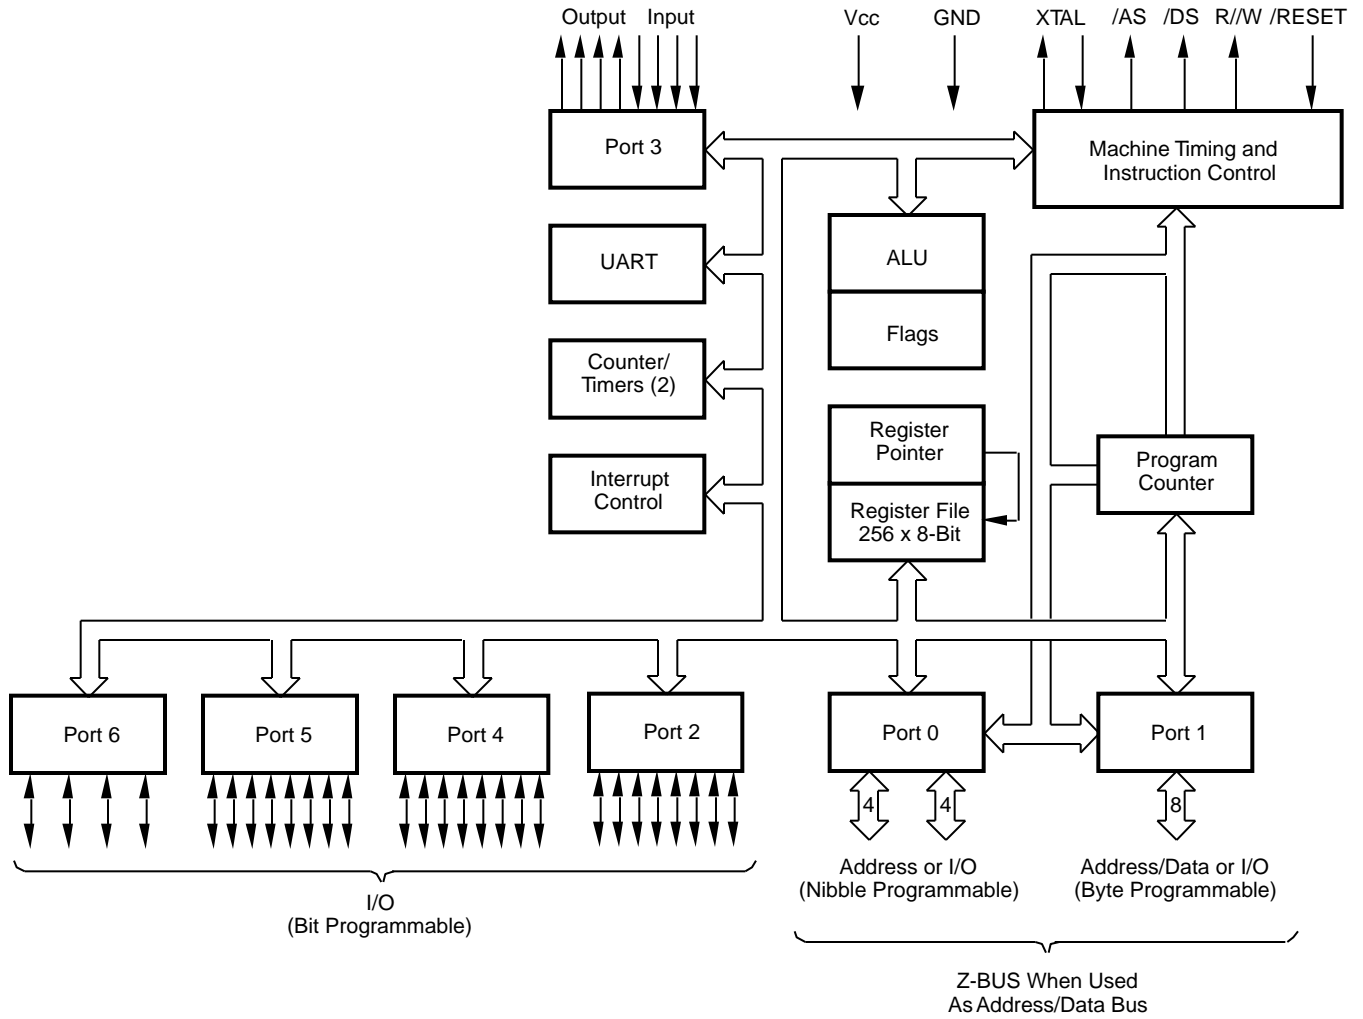 Output Input Vcc GND XTAL /AS /DS R//W /RESET
Port 3
Machine Timing and
Instruction Control
UART
ALU
Flags
Counter/
Timers (2)
Register
Pointer
Program
Counter
Interrupt
Control
Register File
256 x 8-Bit
Port 6
Port 5
Port 4
Port 2
Port 0
Port 1
4
4
8
Address or I/O
(Nibble Programmable)
Address/Data or I/O
(Byte Programmable)
I/O
(Bit Programmable)
Z-BUS When Used
As Address/Data Bus